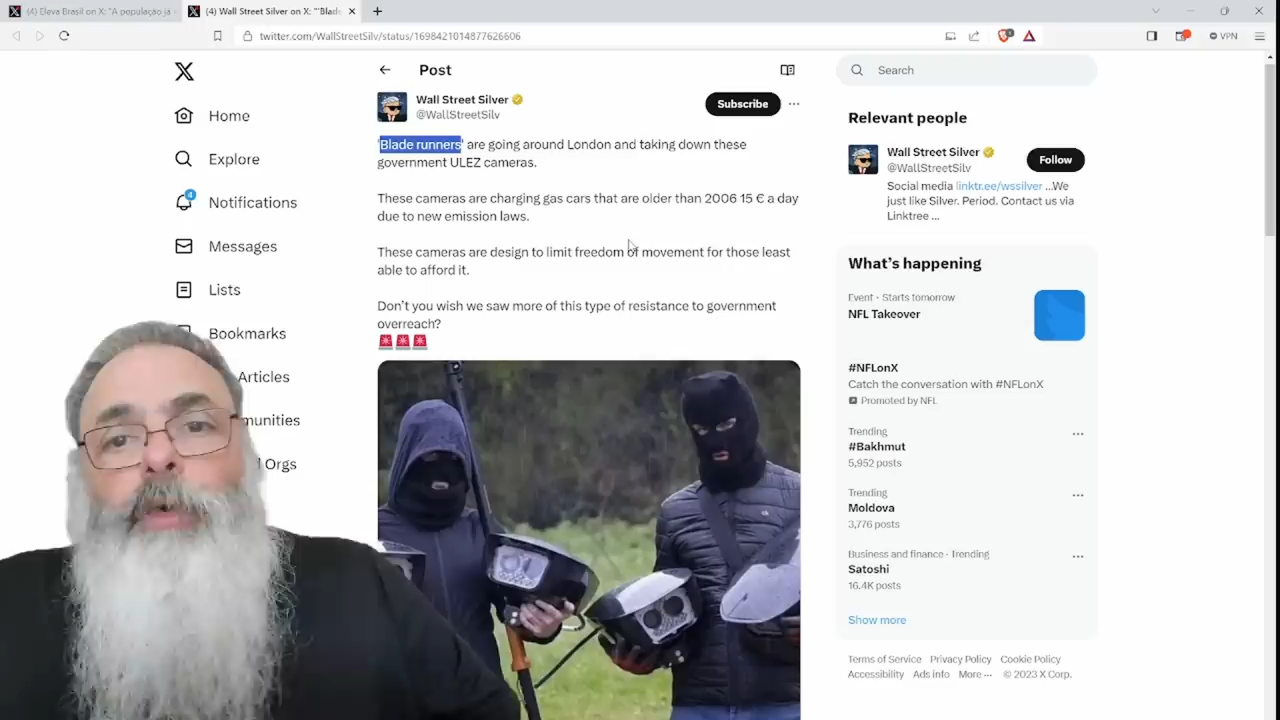 (4) Eleva Brasil on X: "A população já
(4) Wall Street Silver on X: "'Blade
twitter.com/WallStreetSilv/status/1698421014877626606
VPN
Home
Explore
4
Notifications
Messages
Lists
Bookmarks
Articles
munities
Orgs
Post
Wall Street Silver
@WallStreetSilv
Subscribe
'Blade runners' are going around London and taking down these
government ULEZ cameras.
These cameras are charging gas cars that are older than 2006 15 € a day
due to new emission laws.
These cameras are design to limit freedom of movement for those least
able to afford it.
Don't you wish we saw more of this type of resistance to government
overreach?
Search
Relevant people
Wall Street Silver
@WallStreetSilv
Follow
Social media linktr.ee/wssilver ...We
just like Silver. Period. Contact us via
Linktree ...
What's happening
Event · Starts tomorrow
NFL Takeover
#NFLonX
Catch the conversation with #NFLonX
Promoted by NFL
Trending
#Bakhmut
5,952 posts
Trending
Moldova
3,776 posts
Business and finance · Trending
Satoshi
16.4K posts
Show more
Terms of Service Privacy Policy Cookie Policy
Accessibility Ads info More ··· © 2023 X Corp.